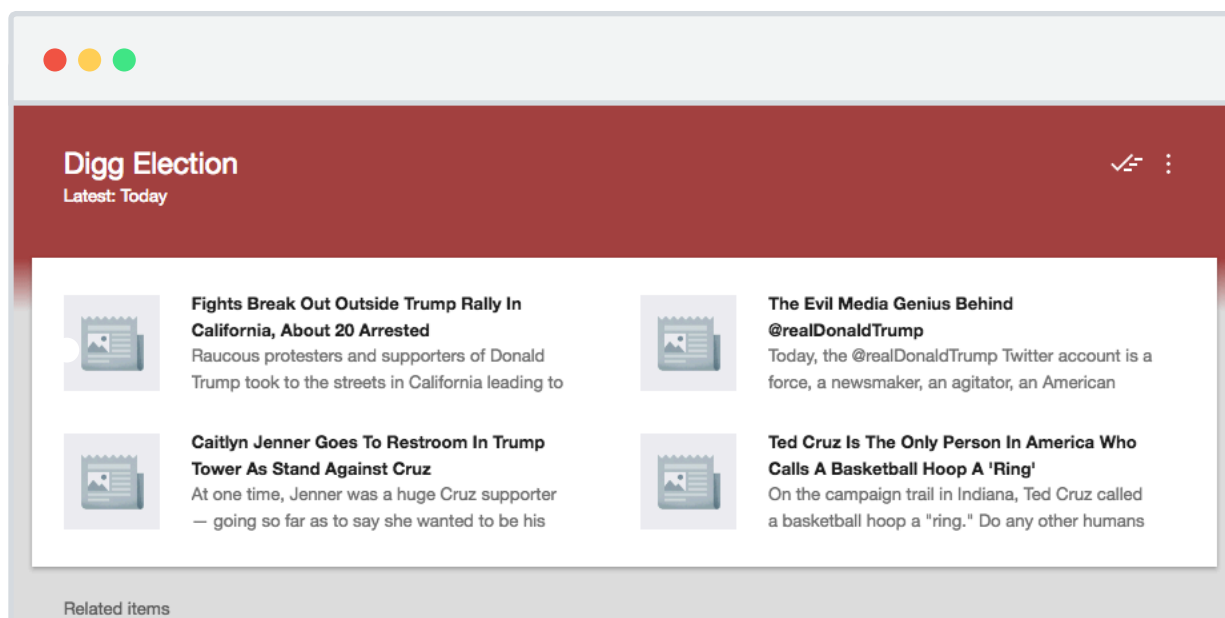 Digg Election
Latest: Today
Fights Break Out Outside Trump Rally In
California, About 20 Arrested
Raucous protesters and supporters of Donald
Trump took to the streets in California leading to
The Evil Media Genius Behind
@realDonaldTrump
Today, the @realDonaldTrump Twitter account is a
force, a newsmaker, an agitator, an American
Caitlyn Jenner Goes To Restroom In Trump
Tower As Stand Against Cruz
At one time, Jenner was a huge Cruz supporter
— going so far as to say she wanted to be his
Ted Cruz Is The Only Person In America Who
Calls A Basketball Hoop A 'Ring'
On the campaign trail in Indiana, Ted Cruz called
a basketball hoop a "ring." Do any other humans
Related items